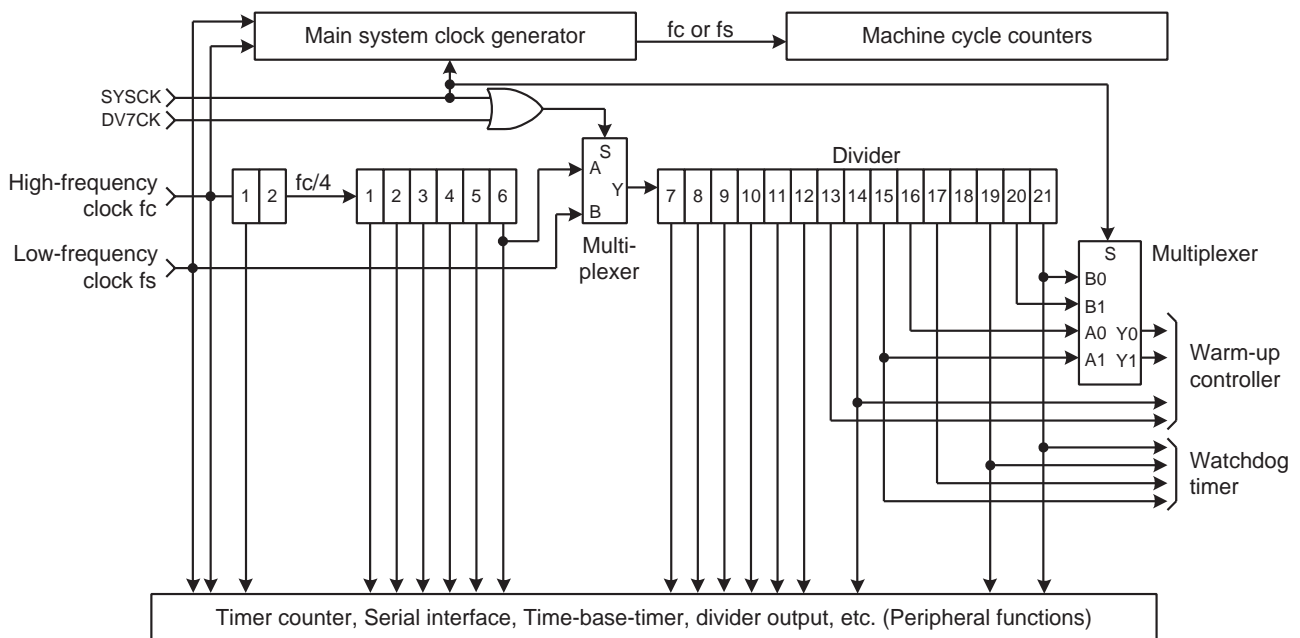 Main system clock generator
fc or fs
Machine cycle counters
SYSCK
DV7CK
S
A
Y
B
Multi-
plexer
High-frequency
clock fc
1 2
fc/4
1 2 3 4 5 6
Divider
7 8 9 10 11 12 13 14 15 16 17 18 19 20 21
Low-frequency
clock fs
S
B0
B1
A0 Y0
A1 Y1
Multiplexer
Warm-up
controller
Watchdog
timer
Timer counter, Serial interface, Time-base-timer, divider output, etc. (Peripheral functions)